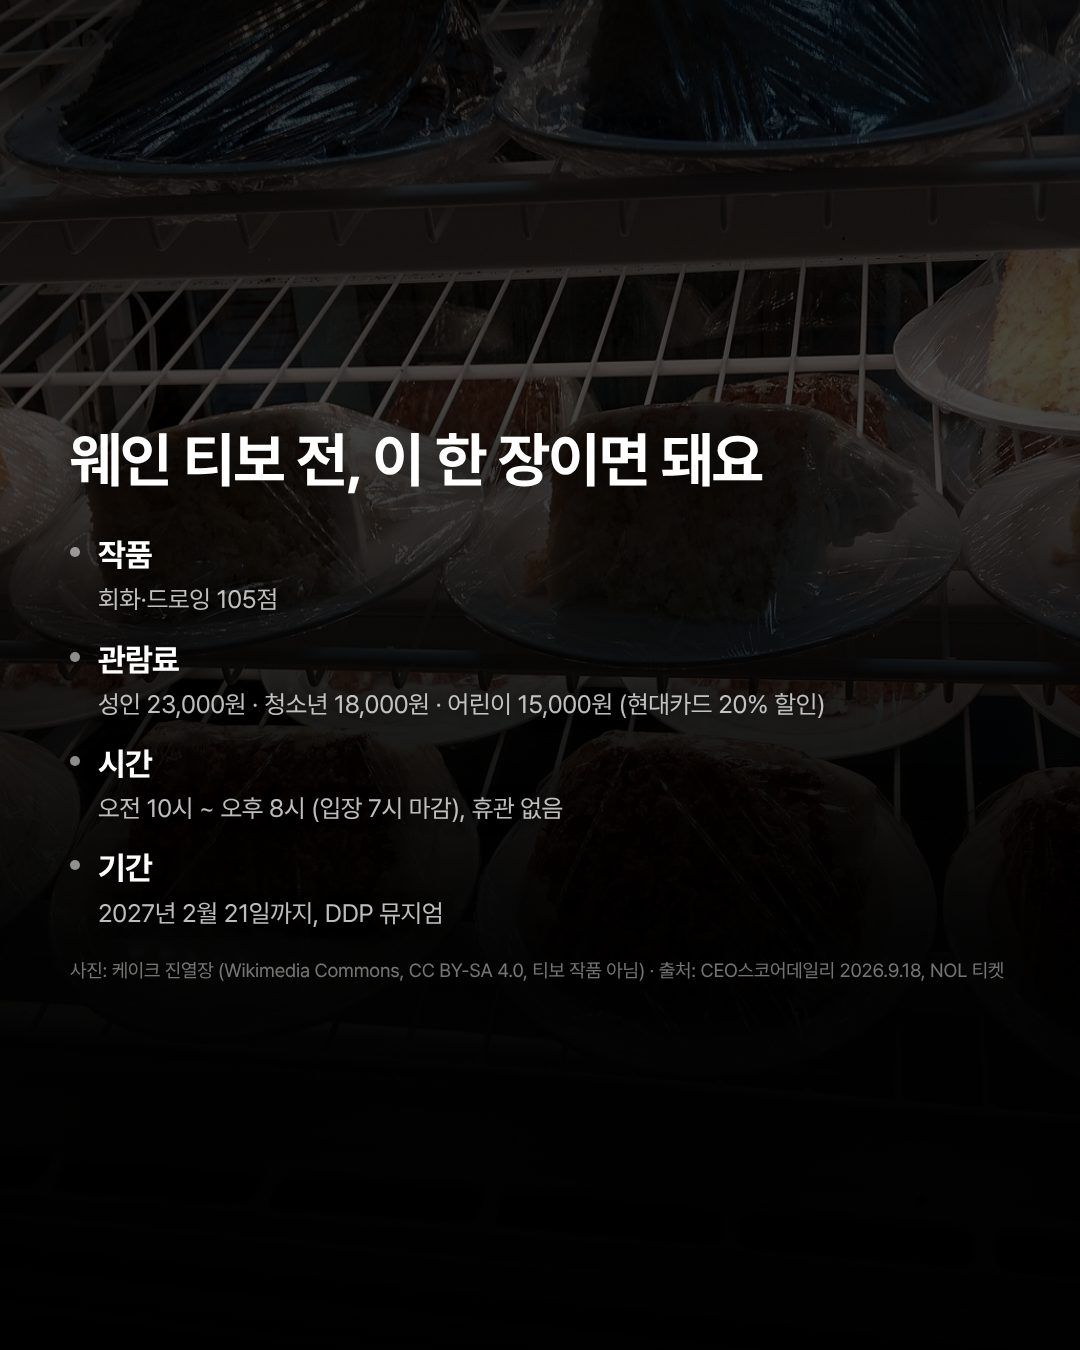 웨인 티보 전, 이 한 장이면 돼요
작품
회화·드로잉 105점
관람료
성인 23,000원 · 청소년 18,000원 · 어린이 15,000원 (현대카드 20% 할인)
시간
오전 10시 ~ 오후 8시 (입장 7시 마감), 휴관 없음
기간
2027년 2월 21일까지, DDP 뮤지엄
사진: 케이크 진열장 (Wikimedia Commons, CC BY-SA 4.0, 티보 작품 아님) · 출처: CEO스코어데일리 2026.9.18, NOL 티켓